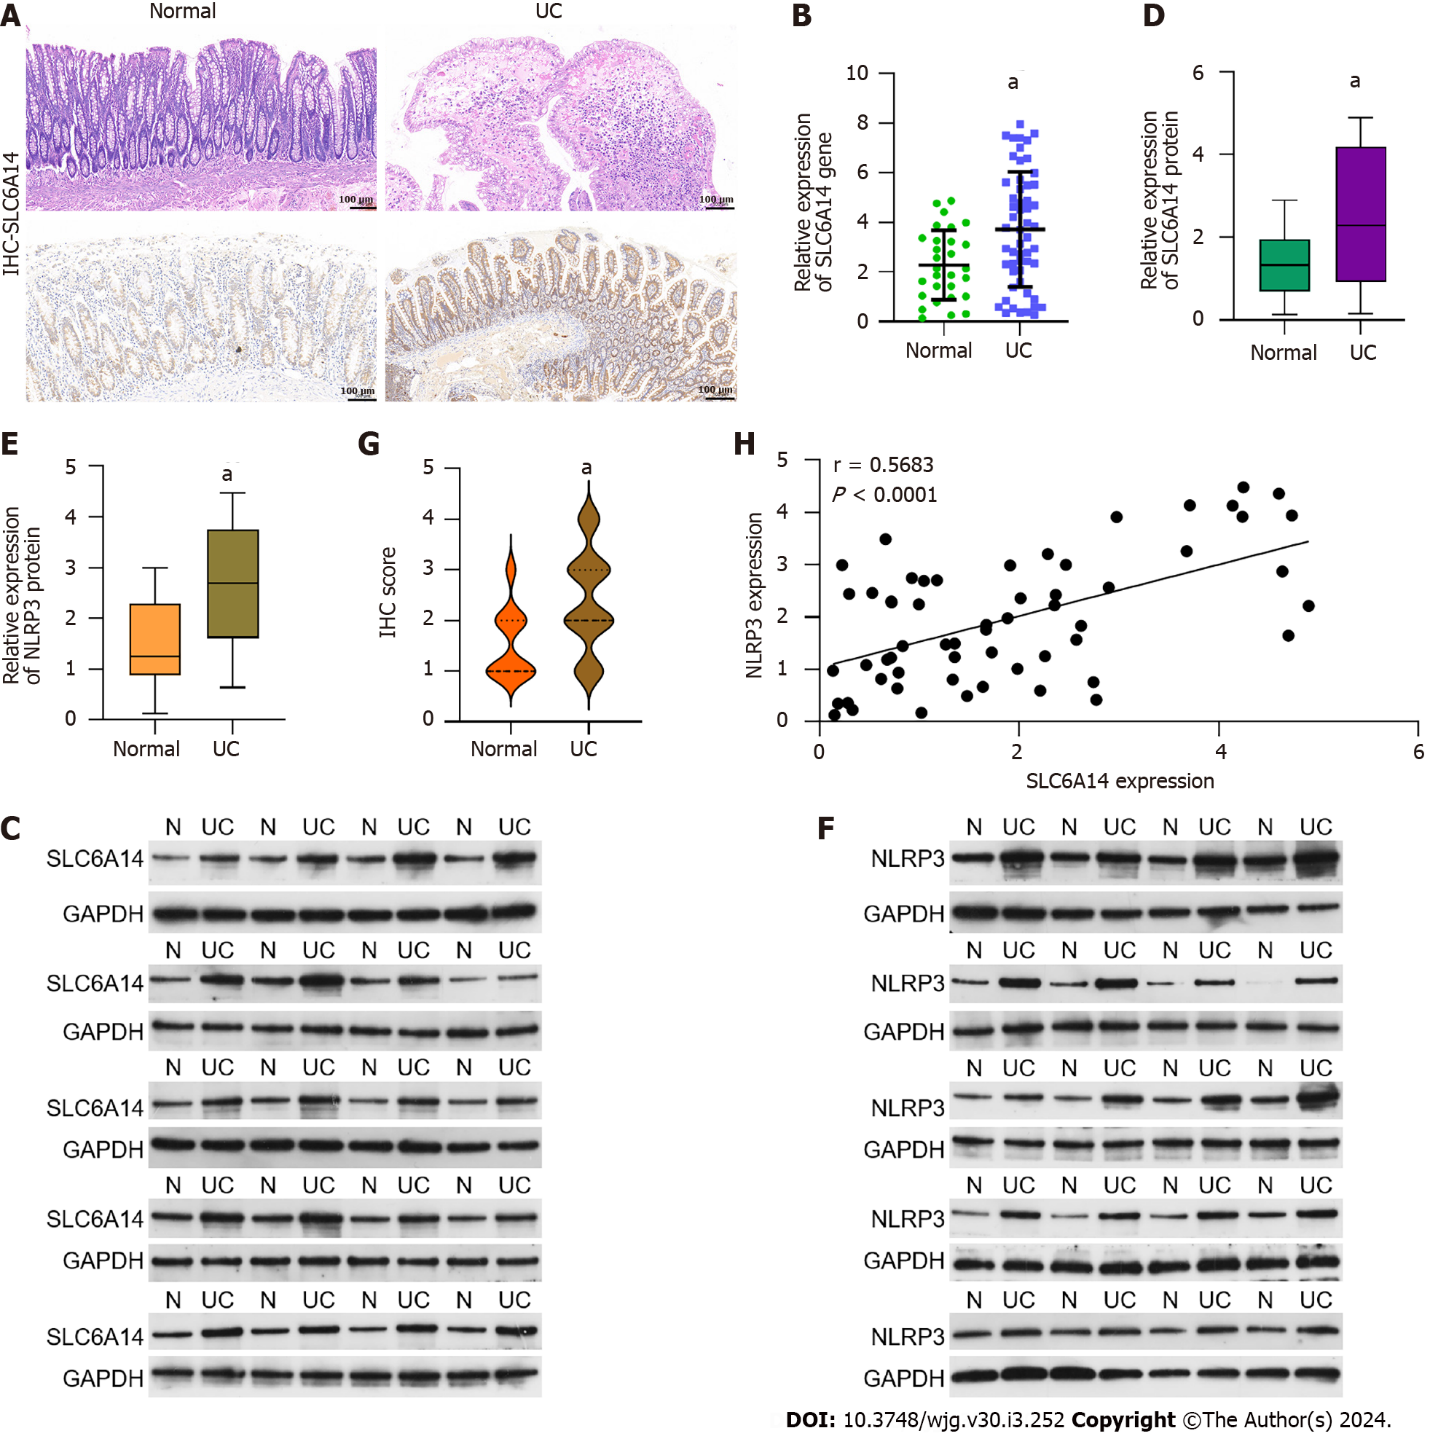 A
Normal
UC
IHC-SLC6A14
100 μm
100 μm
100 μm
100 μm
B
Relative expression
of SLC6A14 gene
10
8
6
4
2
0
a
Normal
UC
D
Relative expression
of SLC6A14 protein
6
4
2
0
a
Normal
UC
E
Relative expression
of NLRP3 protein
5
4
3
2
1
0
a
Normal
UC
G
IHC score
5
4
3
2
1
0
a
Normal
UC
H
r = 0.5683
P < 0.0001
NLRP3 expression
5
4
3
2
1
0
0
2
4
6
SLC6A14 expression
C
N UC N UC N UC N UC
SLC6A14
GAPDH
N UC N UC N UC N UC
SLC6A14
GAPDH
N UC N UC N UC N UC
SLC6A14
GAPDH
N UC N UC N UC N UC
SLC6A14
GAPDH
N UC N UC N UC N UC
SLC6A14
GAPDH
F
N UC N UC N UC N UC
NLRP3
GAPDH
N UC N UC N UC N UC
NLRP3
GAPDH
N UC N UC N UC N UC
NLRP3
GAPDH
N UC N UC N UC N UC
NLRP3
GAPDH
N UC N UC N UC N UC
NLRP3
GAPDH
DOI: 10.3748/wjg.v30.i3.252 Copyright ©The Author(s) 2024.